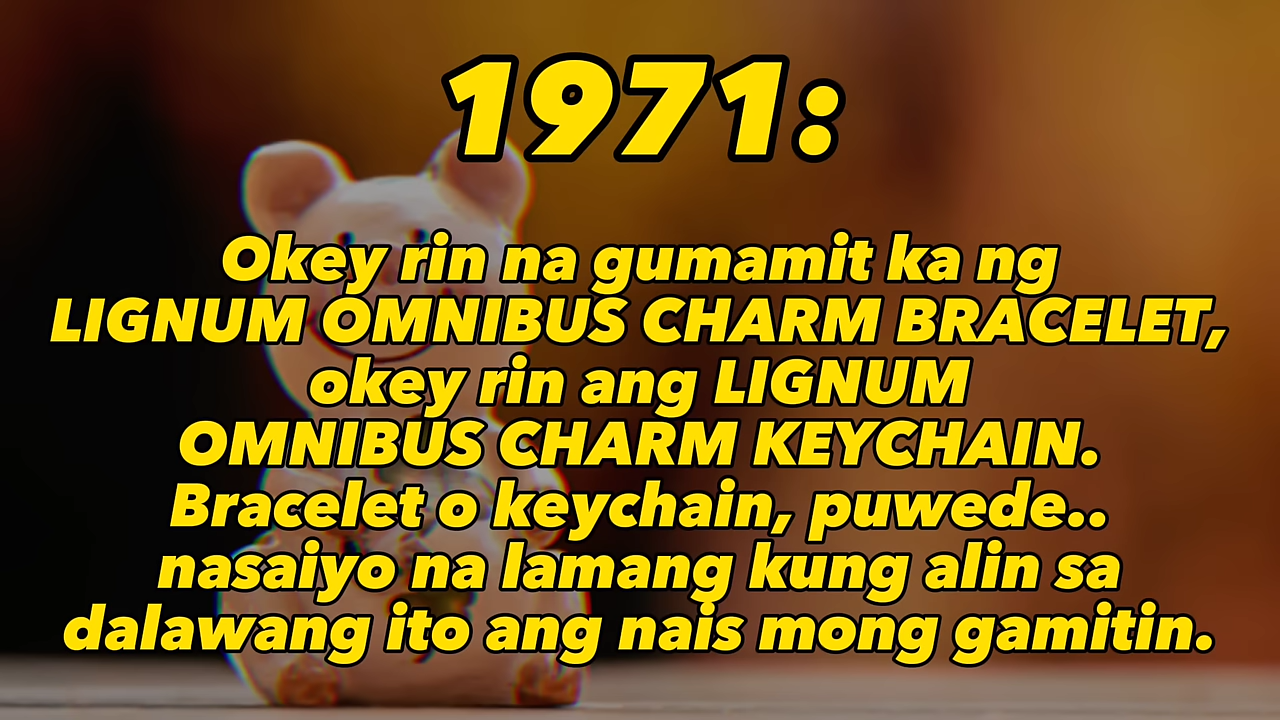 1971:
Okey rin na gumamit ka ng
LIGNUM OMNIBUS CHARM BRACELET,
okey rin ang LIGNUM
OMNIBUS CHARM KEYCHAIN.
Bracelet o keychain, puwede..
nasaiyo na lamang kung alin sa
dalawang ito ang nais mong gamitin.